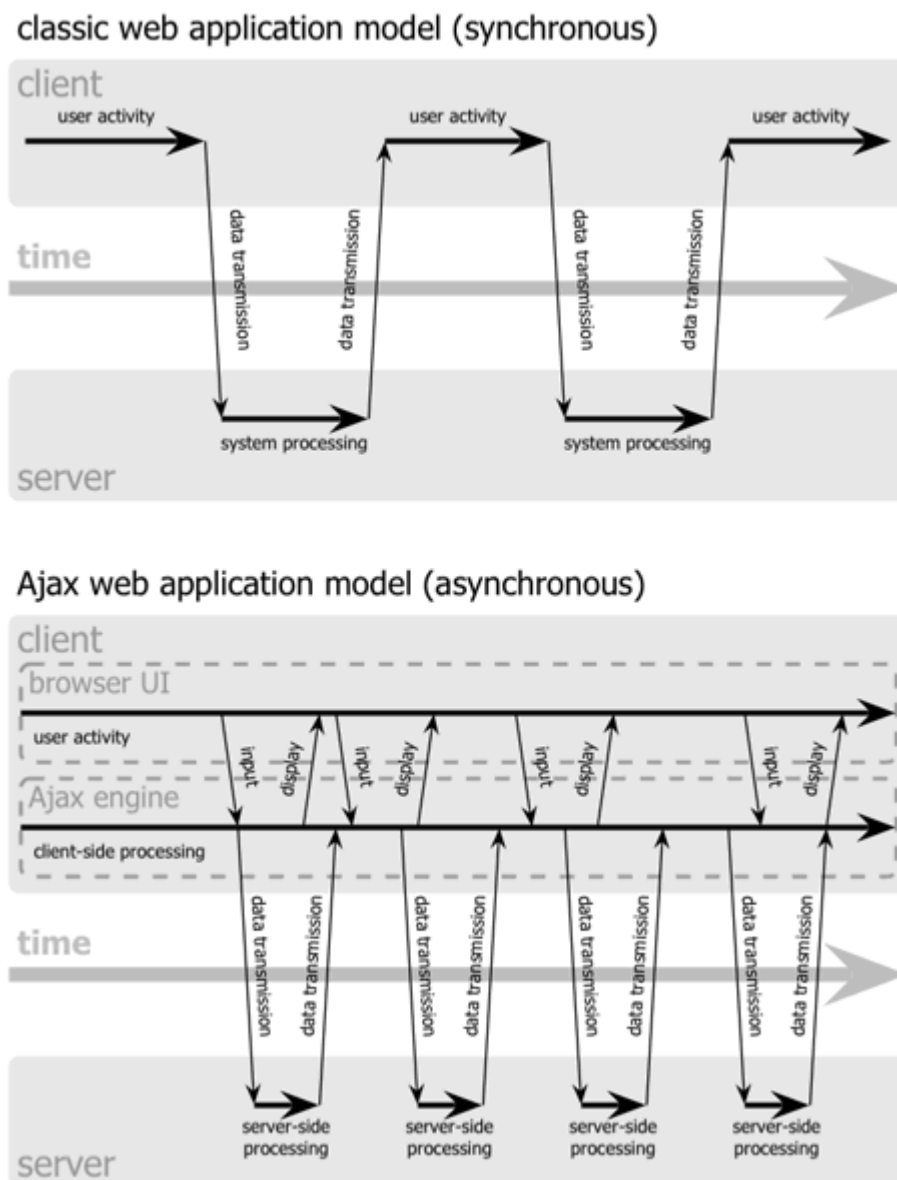 classic web application model (synchronous)
client
user activity
user activity
user activity
data transmission
data transmission
data transmission
data transmission
time
system processing
system processing
server
Ajax web application model (asynchronous)
client
browser UI
user activity
input
display
input
display
input
display
input
display
Ajax engine
client-side processing
data transmission
data transmission
data transmission
data transmission
data transmission
data transmission
data transmission
data transmission
time
server-side
processing
server-side
processing
server-side
processing
server-side
processing
server